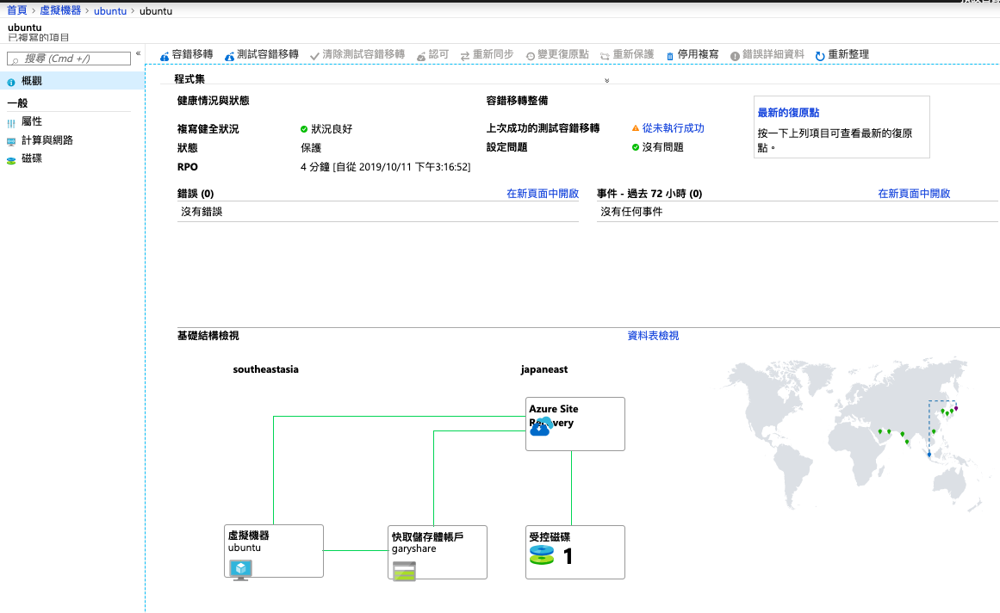 首頁 > 虛擬機器 > ubuntu > ubuntu
ubuntu
已複寫的項目
搜尋 (Cmd +/)
«
概觀
一般
屬性
計算與網路
磁碟
容錯移轉 測試容錯移轉 清除測試容錯移轉 認可 重新同步 變更復原點 重新保護 停用複寫 錯誤詳細資料 重新整理
程式集
健康情況與狀態
複寫健全狀況 狀況良好
狀態 保護
RPO 4 分鐘 [自從 2019/10/11 下午3:16:52]
容錯移轉整備
上次成功的測試容錯移轉 從未執行成功
設定問題 沒有問題
最新的復原點
按一下上列項目可查看最新的復原
點。
錯誤 (0) 在新頁面中開啟
沒有錯誤
事件 - 過去 72 小時 (0) 在新頁面中開啟
沒有任何事件
基礎結構檢視 資料表檢視
southeastasia japaneast
Azure Site
Recovery
虛擬機器
ubuntu
快取儲存體帳戶
garyshare
受控磁碟
1